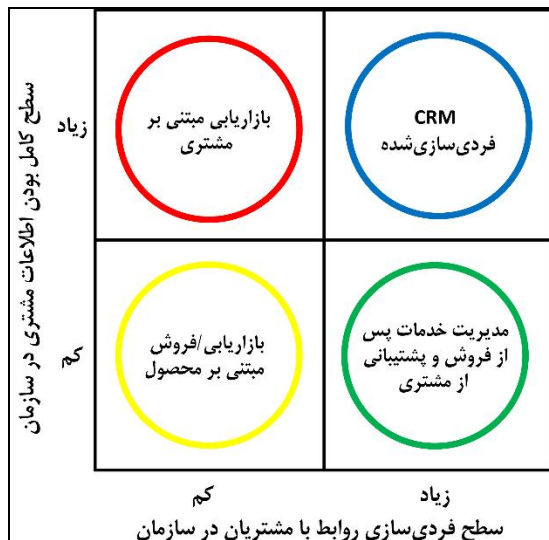 سطح کامل بودن اطلاعات مشتری در سازمان
زیاد
CRM
فردی‌سازی‌شده
بازاریابی مبتنی بر
مشتری
کم
مدیریت خدمات پس
از فروش و پشتیبانی
از مشتری
بازاریابی/فروش
مبتنی بر محصول
زیاد
کم
سطح فردی‌سازی روابط با مشتریان در سازمان